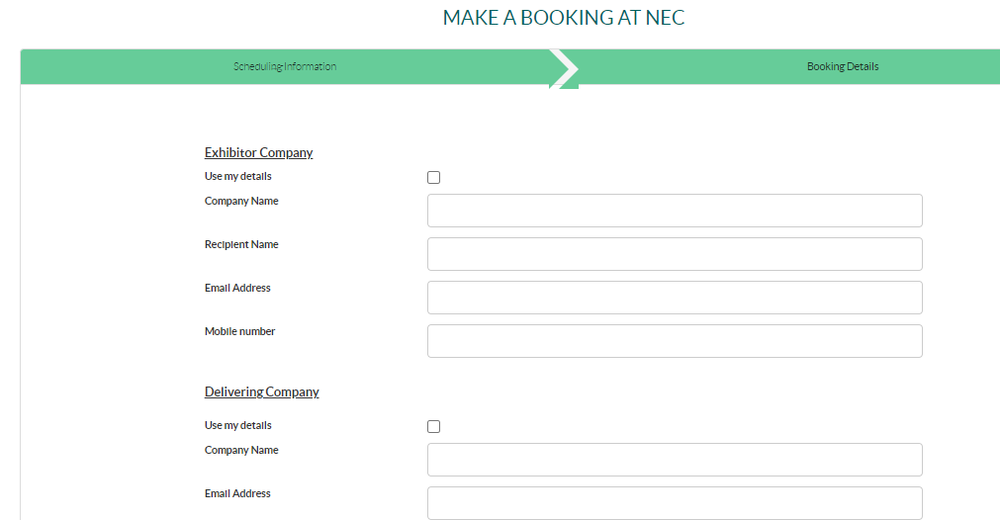 MAKE A BOOKING AT NEC
Scheduling Information
Booking Details
Exhibitor Company
Use my details
Company Name
Recipient Name
Email Address
Mobile number
Delivering Company
Use my details
Company Name
Email Address